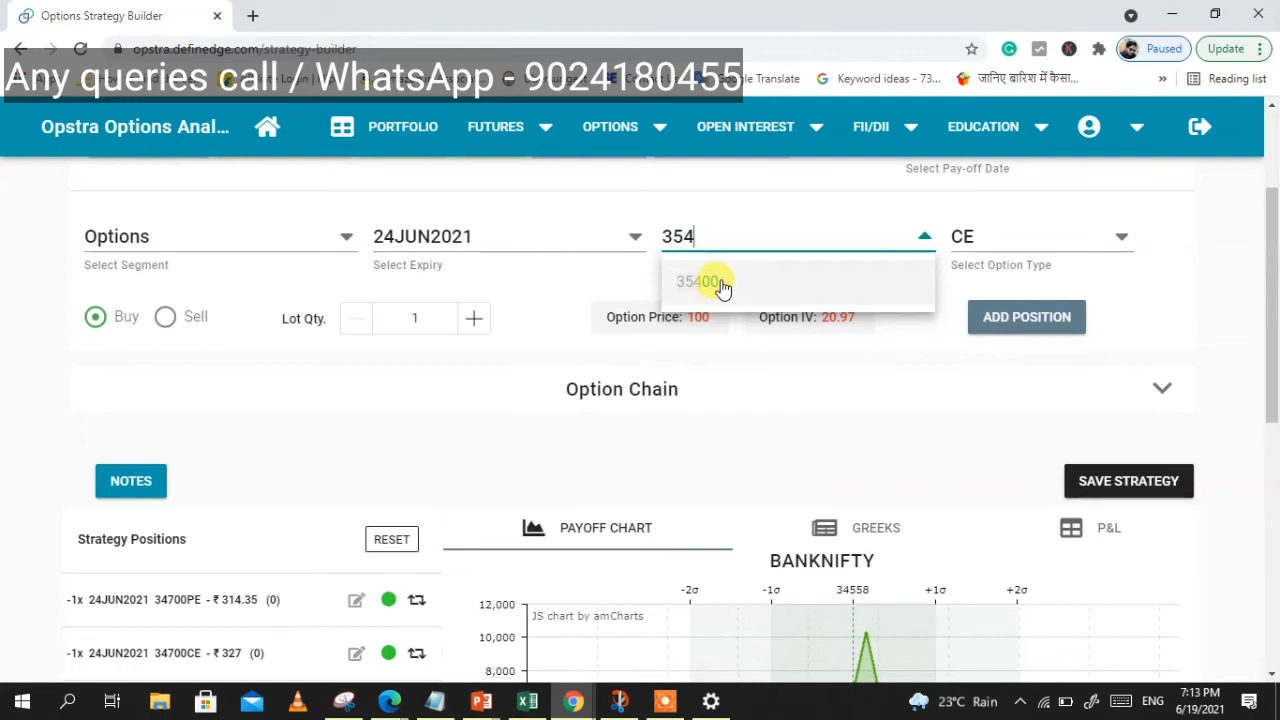 Options Strategy Builder
opstra.definedge.com/strategy-builder
Paused
Update
Any queries call / WhatsApp 9024180455
Google Translate
Keyword ideas - 73...
जानिए बारिश में कैसा...
Reading list
Opstra Options Anal...
PORTFOLIO
FUTURES
OPTIONS
OPEN INTEREST
FII/DII
EDUCATION
Select Pay-off Date
Options
24JUN2021
354
CE
Select Segment
Select Expiry
35400
Select Option Type
Buy
Sell
Lot Qty.
1
Option Price: 100
Option IV: 20.97
ADD POSITION
Option Chain
NOTES
SAVE STRATEGY
Strategy Positions
RESET
PAYOFF CHART
GREEKS
P&L
BANKNIFTY
-2σ
-1σ
34558
+1σ
+2σ
-1x 24JUN2021 34700PE - ₹ 314.35 (0)
12,000
JS chart by amCharts
10,000
-1x 24JUN2021 34700CE - ₹ 327 (0)
8,000
23°C Rain
ENG
7:13 PM
6/19/2021